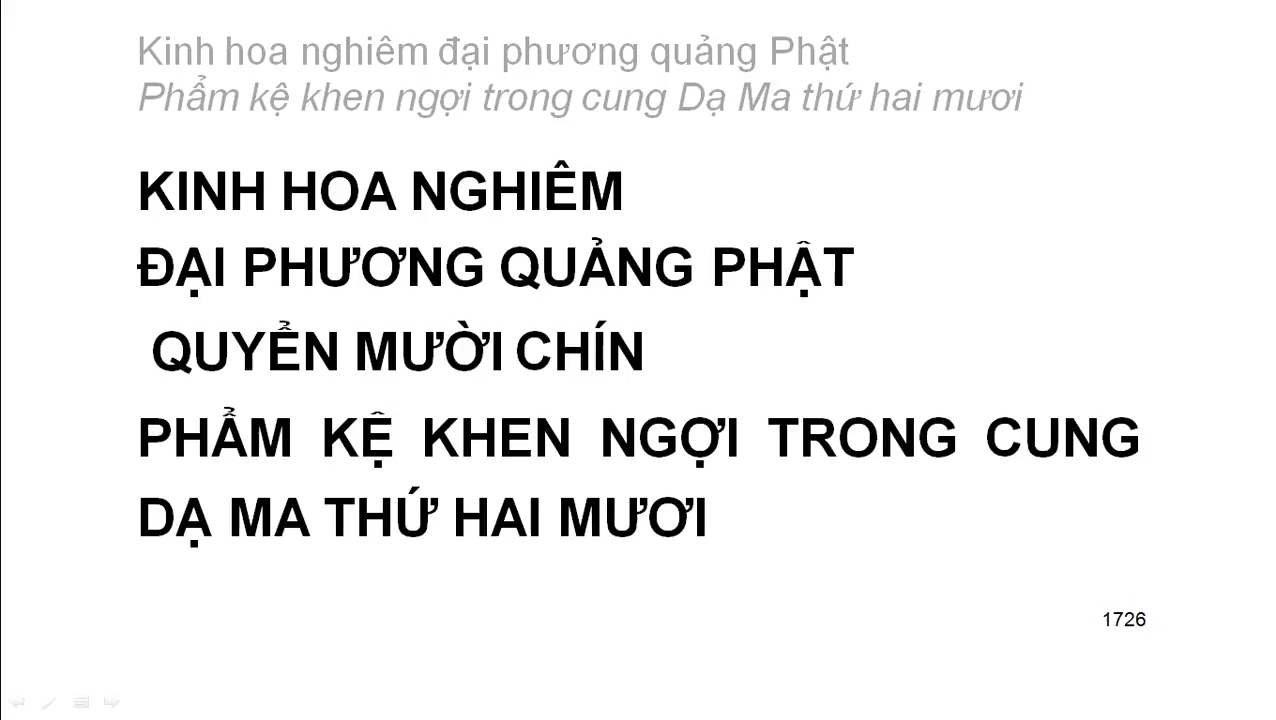 Kinh hoa nghiêm đại phương quảng Phật
Phẩm kệ khen ngợi trong cung Dạ Ma thứ hai mươi
KINH HOA NGHIÊM
ĐẠI PHƯƠNG QUẢNG PHẬT
QUYỂN MƯỜI CHÍN
PHẨM KỆ KHEN NGỢI TRONG CUNG
DẠ MA THỨ HAI MƯƠI
1726